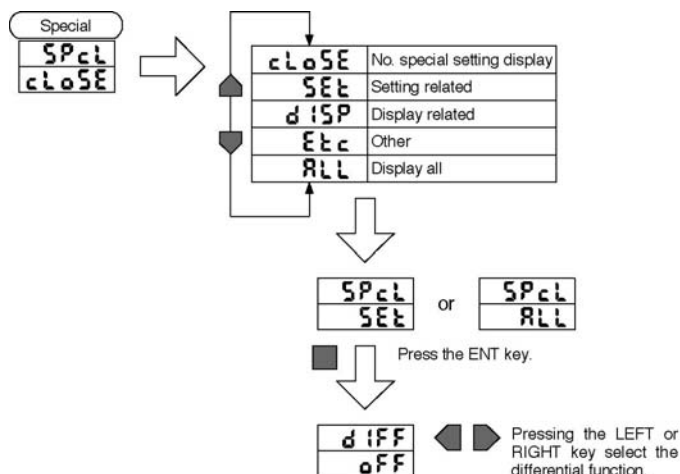 Special
SPcL
cLoSE
cLoSE No. special setting display
SEt Setting related
dISP Display related
Etc Other
ALL Display all
SPcL
SEt
or
SPcL
ALL
Press the ENT key.
dIFF
oFF
Pressing the LEFT or
RIGHT key select the
differential function